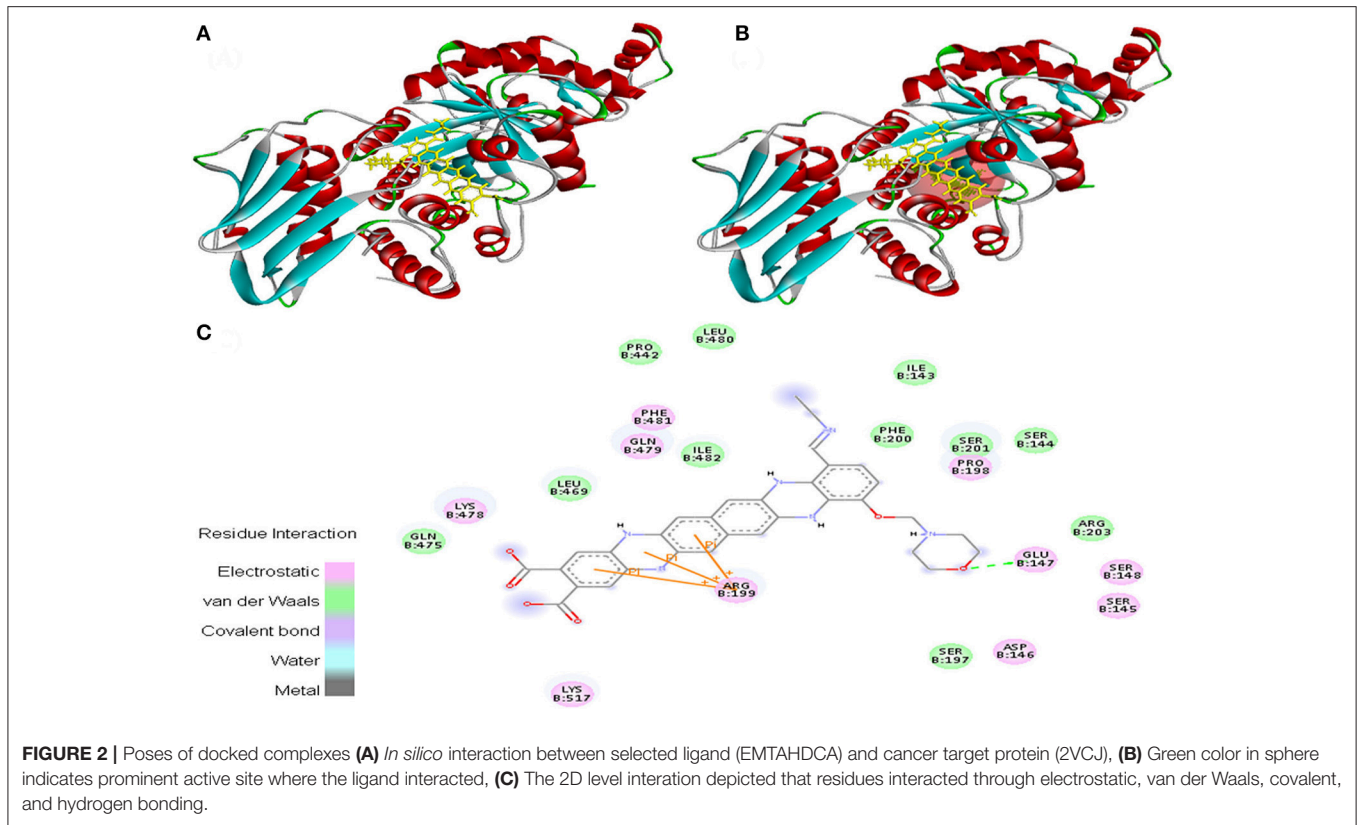 A
B
C
LEU
B:480
PRO
B:442
ILE
B:143
PHE
B:481
GLN
B:479
ILE
B:482
PHE
B:200
SER
B:201
SER
B:144
PRO
B:198
LEU
B:469
LYS
B:478
GLN
B:475
ARG
B:203
GLU
B:147
SER
B:148
SER
B:145
ARG
B:199
SER
B:197
ASP
B:146
LYS
B:517
H
N
N
H
N
H
N
H
N
O
O
O
O
O
O
Pi
Pi
Pi
+
+
+
Residue Interaction
Electrostatic
van der Waals
Covalent bond
Water
Metal
FIGURE 2 | Poses of docked complexes (A) In silico interaction between selected ligand (EMTAHDCA) and cancer target protein (2VCJ), (B) Green color in sphere
indicates prominent active site where the ligand interacted, (C) The 2D level interation depicted that residues interacted through electrostatic, van der Waals, covalent,
and hydrogen bonding.